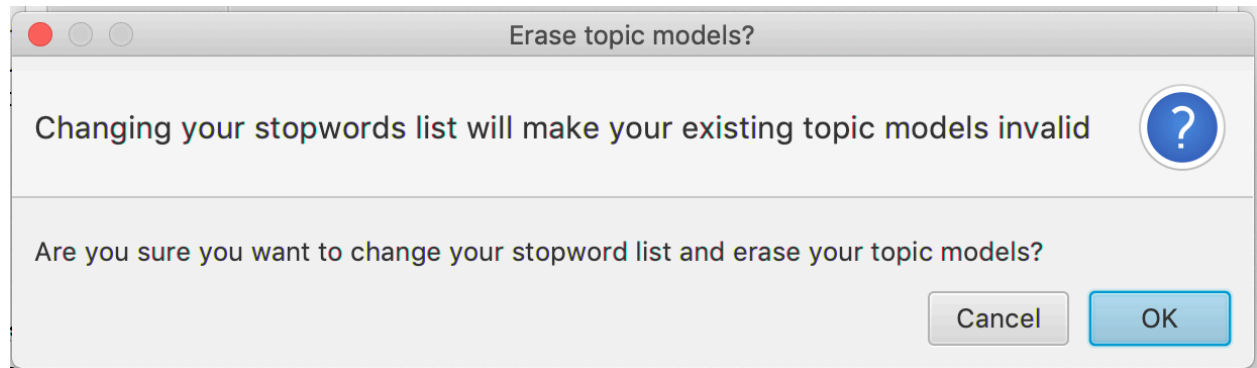 Erase topic models?
Changing your stopwords list will make your existing topic models invalid
?
Are you sure you want to change your stopword list and erase your topic models?
Cancel OK